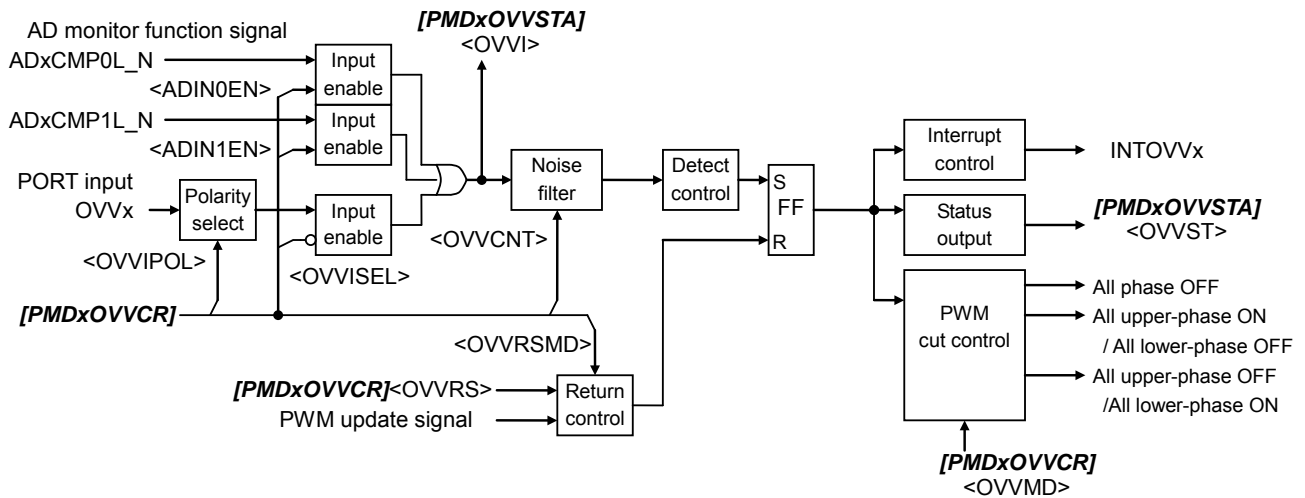 AD monitor function signal
ADxCMP0L_N
<ADIN0EN>
Input
enable
ADxCMP1L_N
<ADIN1EN>
Input
enable
PORT input
OVVx
Polarity
select
<OVVIPOL>
Input
enable
<OVVISEL>
[PMDxOVVCR]
[PMDxOVVSTA]
<OVVI>
Noise
filter
<OVVCNT>
Detect
control
S
FF
R
<OVVRSMD>
[PMDxOVVCR]<OVVRS>
PWM update signal
Return
control
Interrupt
control
INTOVVx
Status
output
[PMDxOVVSTA]
<OVVST>
PWM
cut control
All phase OFF
All upper-phase ON
/ All lower-phase OFF
All upper-phase OFF
/All lower-phase ON
[PMDxOVVCR]
<OVVMD>